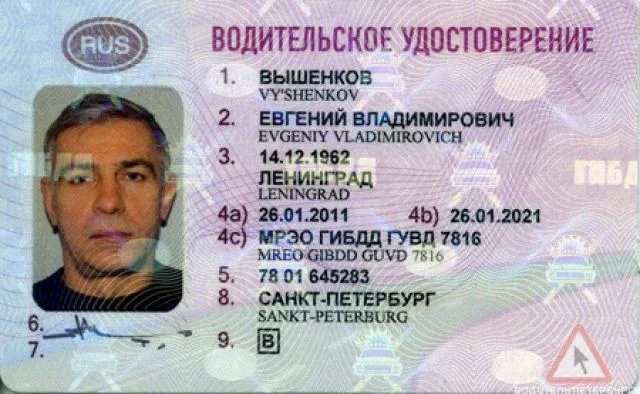 RUS
ВОДИТЕЛЬСКОЕ УДОСТОВЕРЕНИЕ
1. ВЫШЕНКОВ
VY'SHENKOV
2. ЕВГЕНИЙ ВЛАДИМИРОВИЧ
EVGENIY VLADIMIROVICH
3. 14.12.1962
ЛЕНИНГРАД
LENINGRAD
4a) 26.01.2011 4b) 26.01.2021
4c) МРЭО ГИБДД ГУВД 7816
MREO GIBDD GUVD 7816
5. 78 01 645283
8. САНКТ-ПЕТЕРБУРГ
SANKT-PETERBURG
6.
7.
9. B
ГИБДД